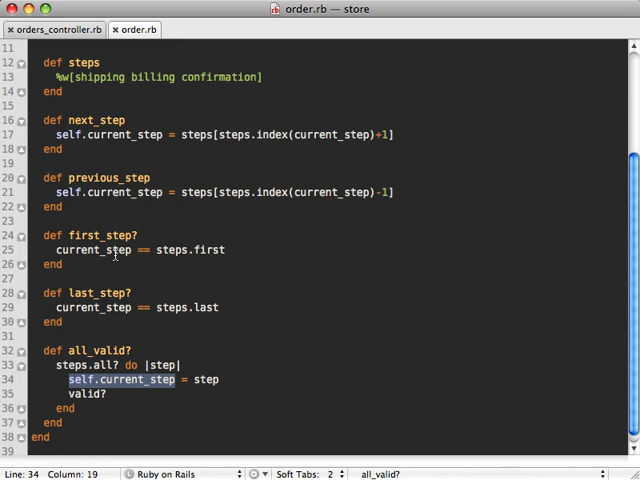 order.rb — store
orders_controller.rb
order.rb
11
12 def steps
13 %w[shipping billing confirmation]
14 end
15
16 def next_step
17 self.current_step = steps[steps.index(current_step)+1]
18 end
19
20 def previous_step
21 self.current_step = steps[steps.index(current_step)-1]
22 end
23
24 def first_step?
25 current_step == steps.first
26 end
27
28 def last_step?
29 current_step == steps.last
30 end
31
32 def all_valid?
33 steps.all? do |step|
34 self.current_step = step
35 valid?
36 end
37 end
38 end
39
Line: 34 Column: 19 Ruby on Rails Soft Tabs: 2 all_valid?